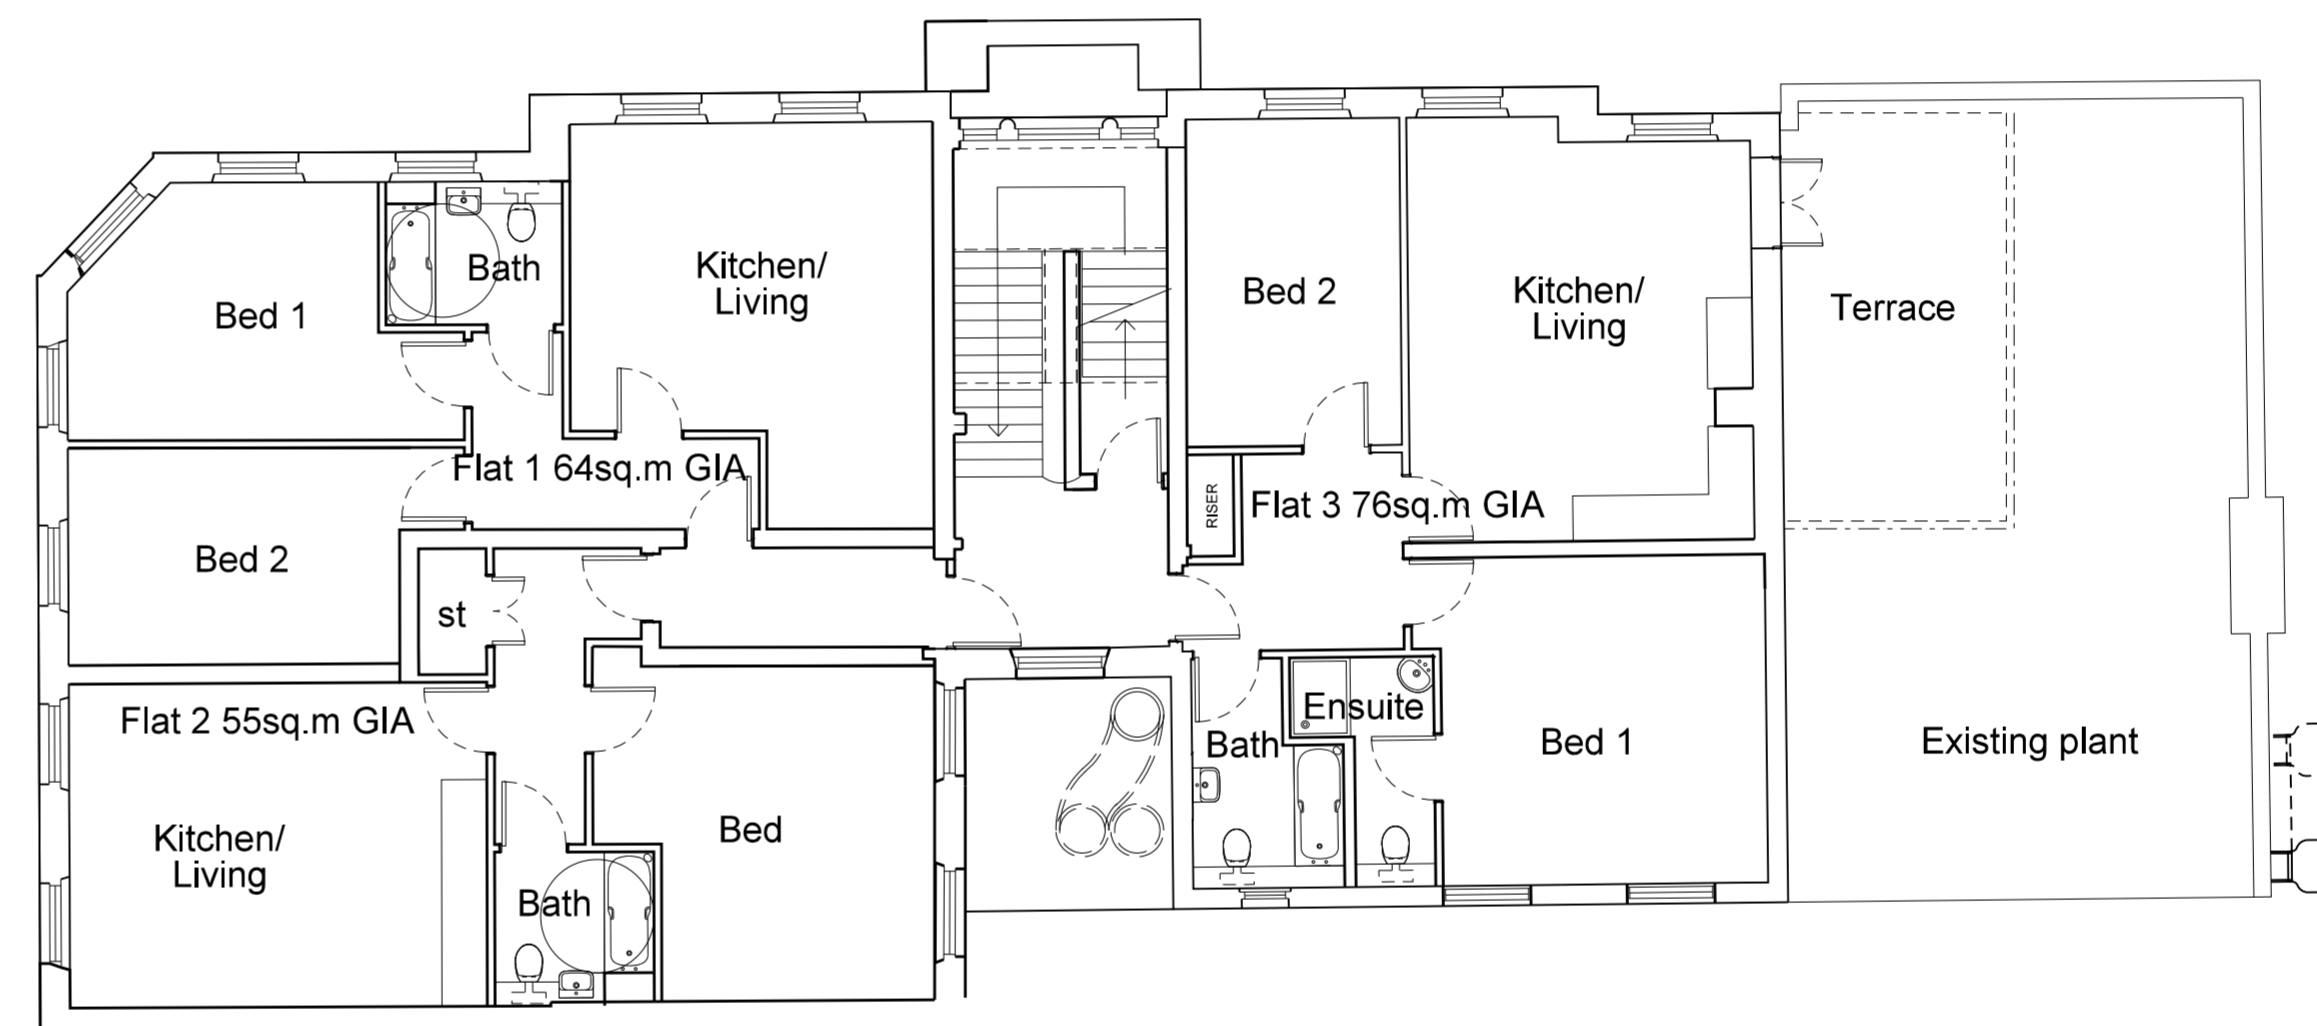 Bed 1
Bath
Kitchen/
Living
Bed 2
Kitchen/
Living
Terrace
Flat 1 64sq.m GIA
RISER
Flat 3 76sq.m GIA
Bed 2
st
Flat 2 55sq.m GIA
Ensuite
Bath
Bed 1
Existing plant
Kitchen/
Living
Bed
Bath